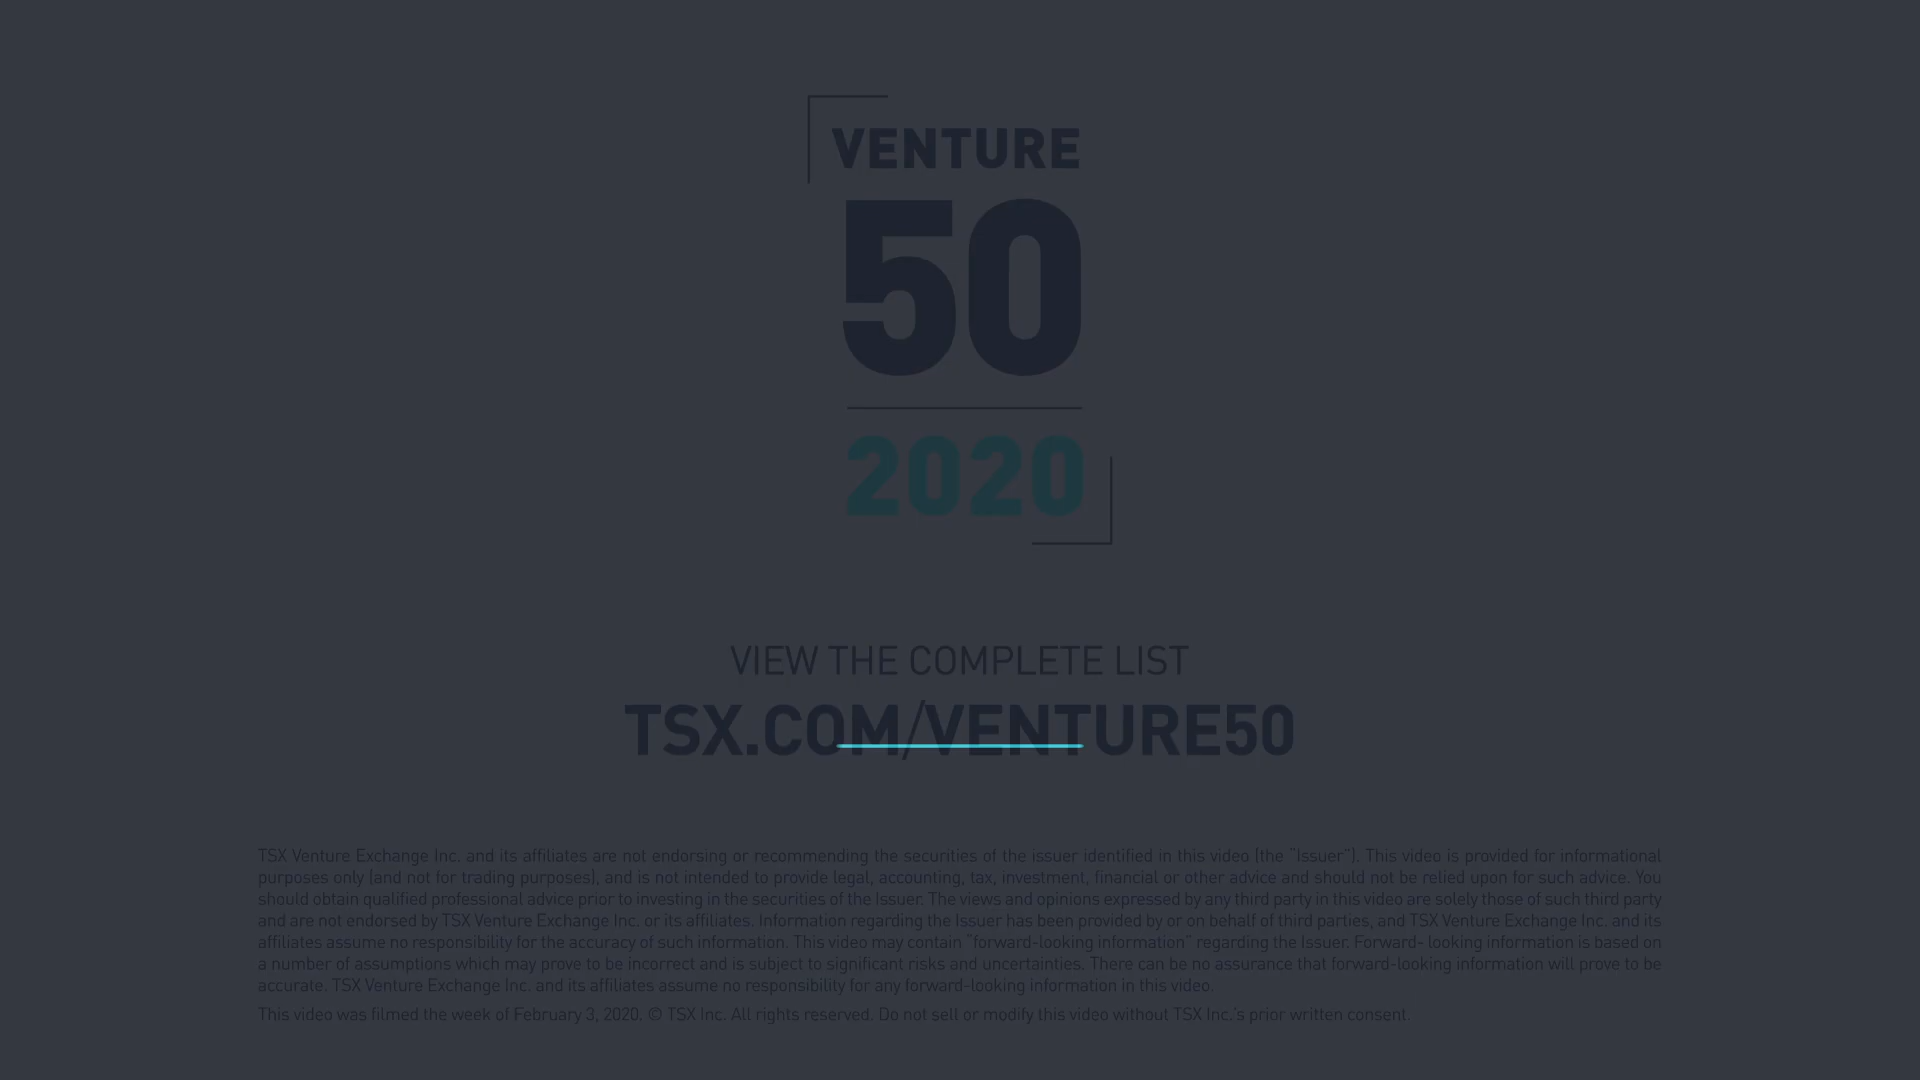 VENTURE
50
2020
VIEW THE COMPLETE LIST
TSX.COM/VENTURE50
TSX Venture Exchange Inc. and its affiliates are not endorsing or recommending the securities of the issuer identified in this video (the "Issuer"). This video is provided for informational
purposes only (and not for trading purposes), and is not intended to provide legal, accounting, tax, investment, financial or other advice and should not be relied upon for such advice. You
should obtain qualified professional advice prior to investing in the securities of the Issuer. The views and opinions expressed by any third party in this video are solely those of such third party
and are not endorsed by TSX Venture Exchange Inc. or its affiliates. Information regarding the Issuer has been provided by or on behalf of third parties, and TSX Venture Exchange Inc. and its
affiliates assume no responsibility for the accuracy of such information. This video may contain "forward-looking information" regarding the Issuer. Forward- looking information is based on
a number of assumptions which may prove to be incorrect and is subject to significant risks and uncertainties. There can be no assurance that forward-looking information will prove to be
accurate. TSX Venture Exchange Inc. and its affiliates assume no responsibility for any forward-looking information in this video.
This video was filmed the week of February 3, 2020. © TSX Inc. All rights reserved. Do not sell or modify this video without TSX Inc.'s prior written consent.